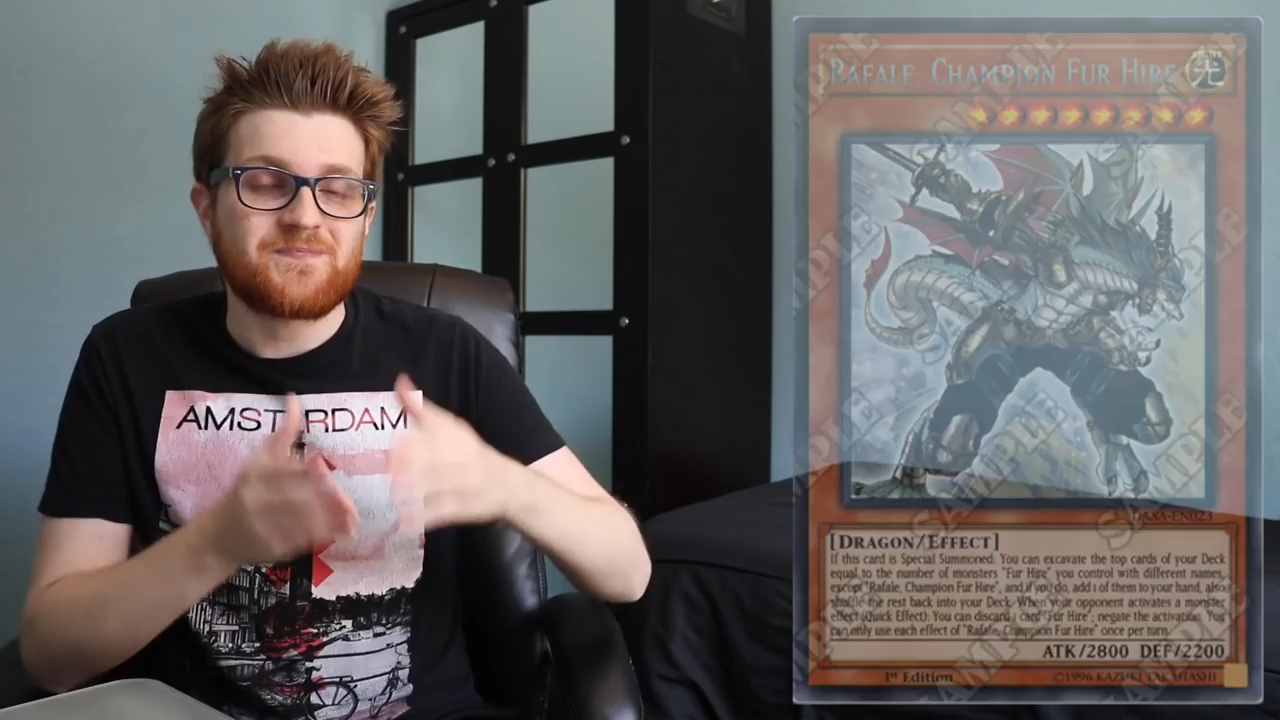 AMSTERDAM
RAFALE, CHAMPION FUR HIRE
光
SAMPLE
DASA-EN023
[DRAGON/EFFECT]
If this card is Special Summoned: You can excavate the top cards of your Deck
equal to the number of monsters "Fur Hire" you control with different names,
except "Rafale, Champion Fur Hire", and if you do, add 1 of them to your hand, also
shuffle the rest back into your Deck. When your opponent activates a monster
effect (Quick Effect): You can discard 1 card "Fur Hire"; negate the activation. You
can only use each effect of "Rafale, Champion Fur Hire" once per turn.
ATK/2800 DEF/2200
1st Edition
©1996 KAZUKI TAKAHASHI